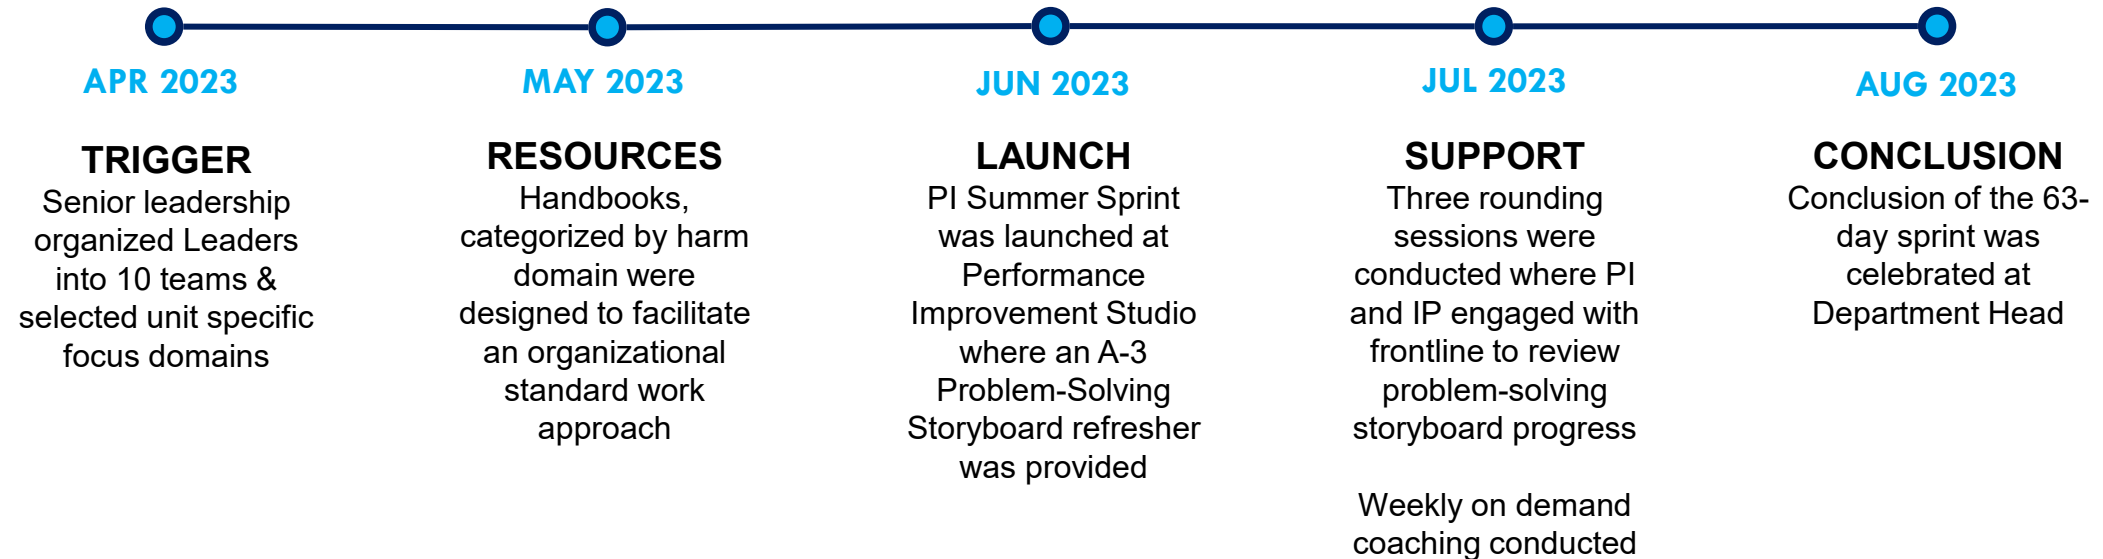 APR 2023
TRIGGER
Senior leadership
organized Leaders
into 10 teams &
selected unit specific
focus domains
MAY 2023
RESOURCES
Handbooks,
categorized by harm
domain were
designed to facilitate
an organizational
standard work
approach
JUN 2023
LAUNCH
PI Summer Sprint
was launched at
Performance
Improvement Studio
where an A-3
Problem-Solving
Storyboard refresher
was provided
JUL 2023
SUPPORT
Three rounding
sessions were
conducted where PI
and IP engaged with
frontline to review
problem-solving
storyboard progress
Weekly on demand
coaching conducted
AUG 2023
CONCLUSION
Conclusion of the 63-
day sprint was
celebrated at
Department Head